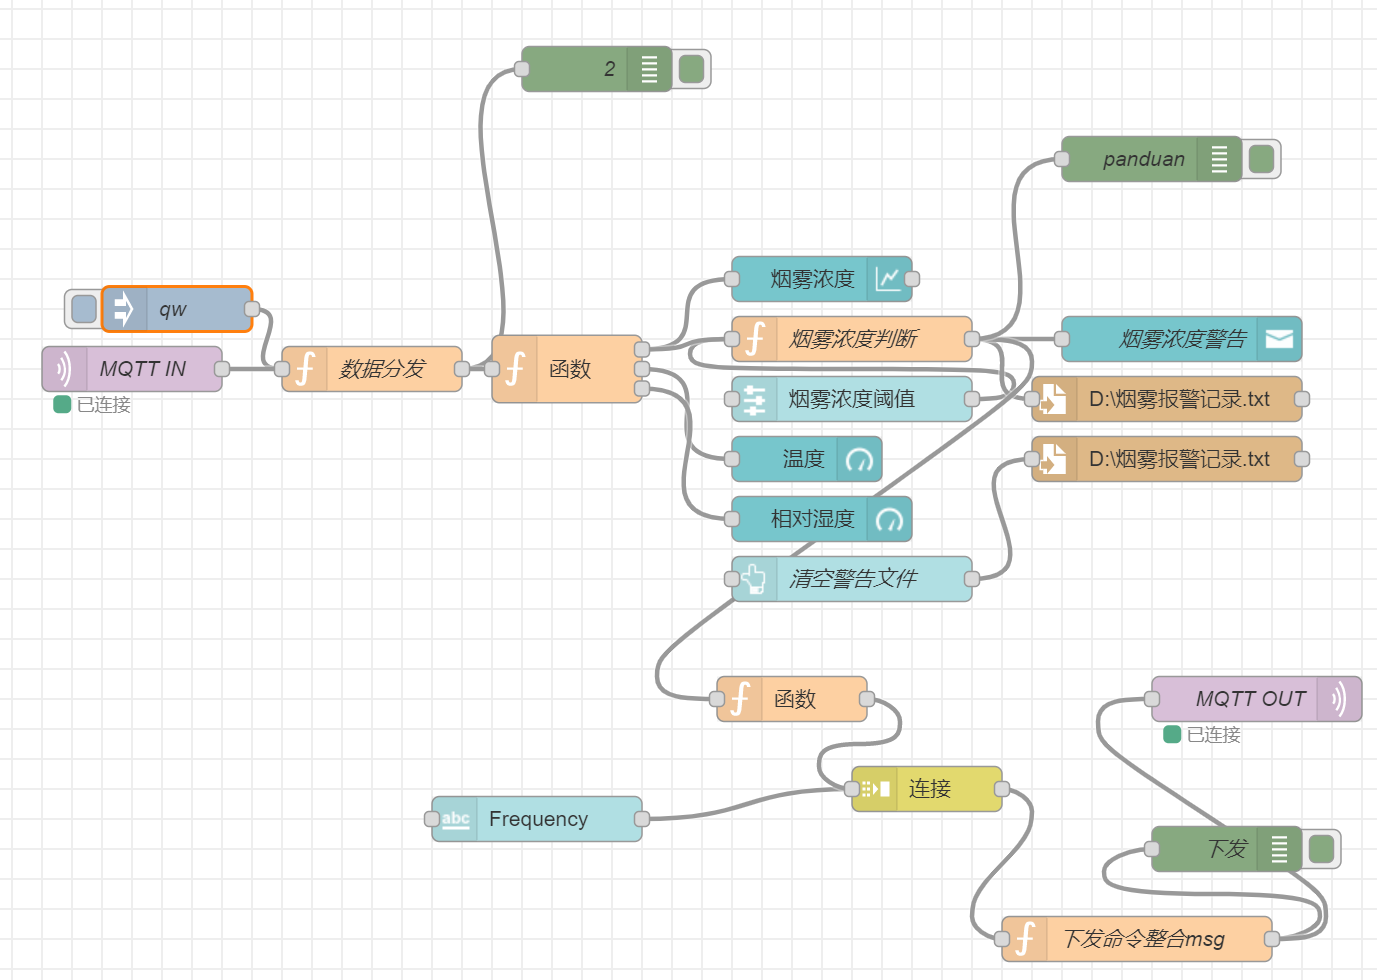 2
panduan
qw
烟雾浓度
MQTT IN
数据分发
函数
烟雾浓度判断
烟雾浓度警告
已连接
烟雾浓度阈值
D:\烟雾报警记录.txt
温度
D:\烟雾报警记录.txt
相对湿度
清空警告文件
函数
MQTT OUT
已连接
连接
abc
Frequency
下发
下发命令整合msg